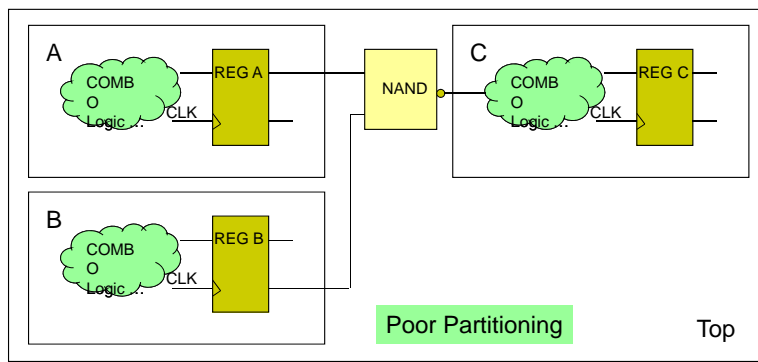 A
COMB
O
Logic ...
CLK
REG A
NAND
C
COMB
O
Logic ...
CLK
REG C
B
COMB
O
Logic ...
CLK
REG B
Poor Partitioning
Top